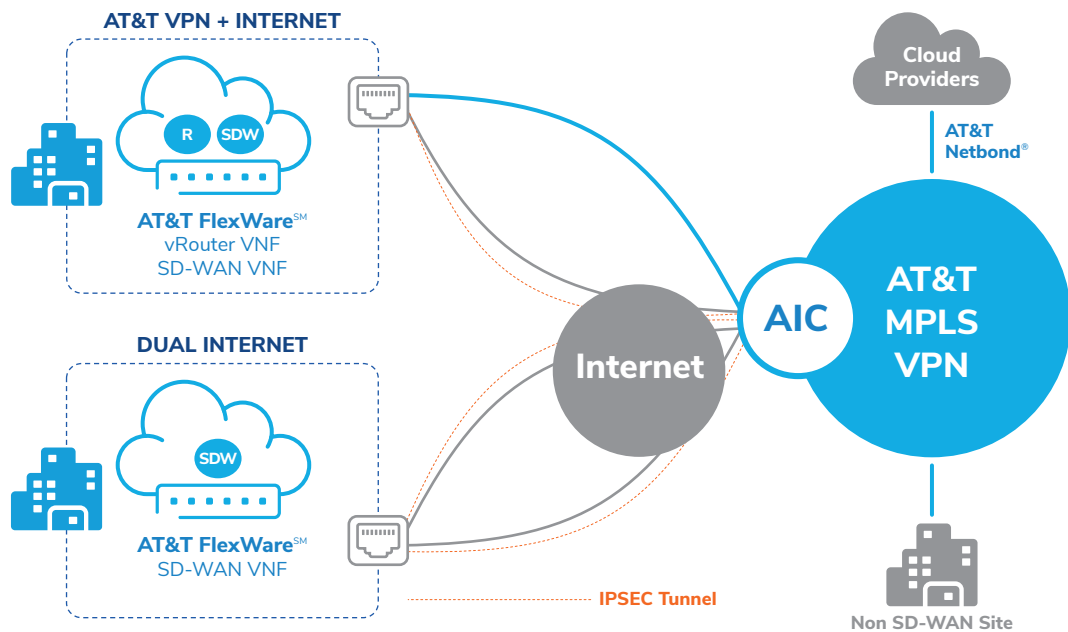 AT&T VPN + INTERNET
R
SDW
AT&T FlexWare℠
vRouter VNF
SD-WAN VNF
DUAL INTERNET
SDW
AT&T FlexWare℠
SD-WAN VNF
Internet
IPSEC Tunnel
Cloud
Providers
AT&T
Netbond®
AIC
AT&T
MPLS
VPN
Non SD-WAN Site